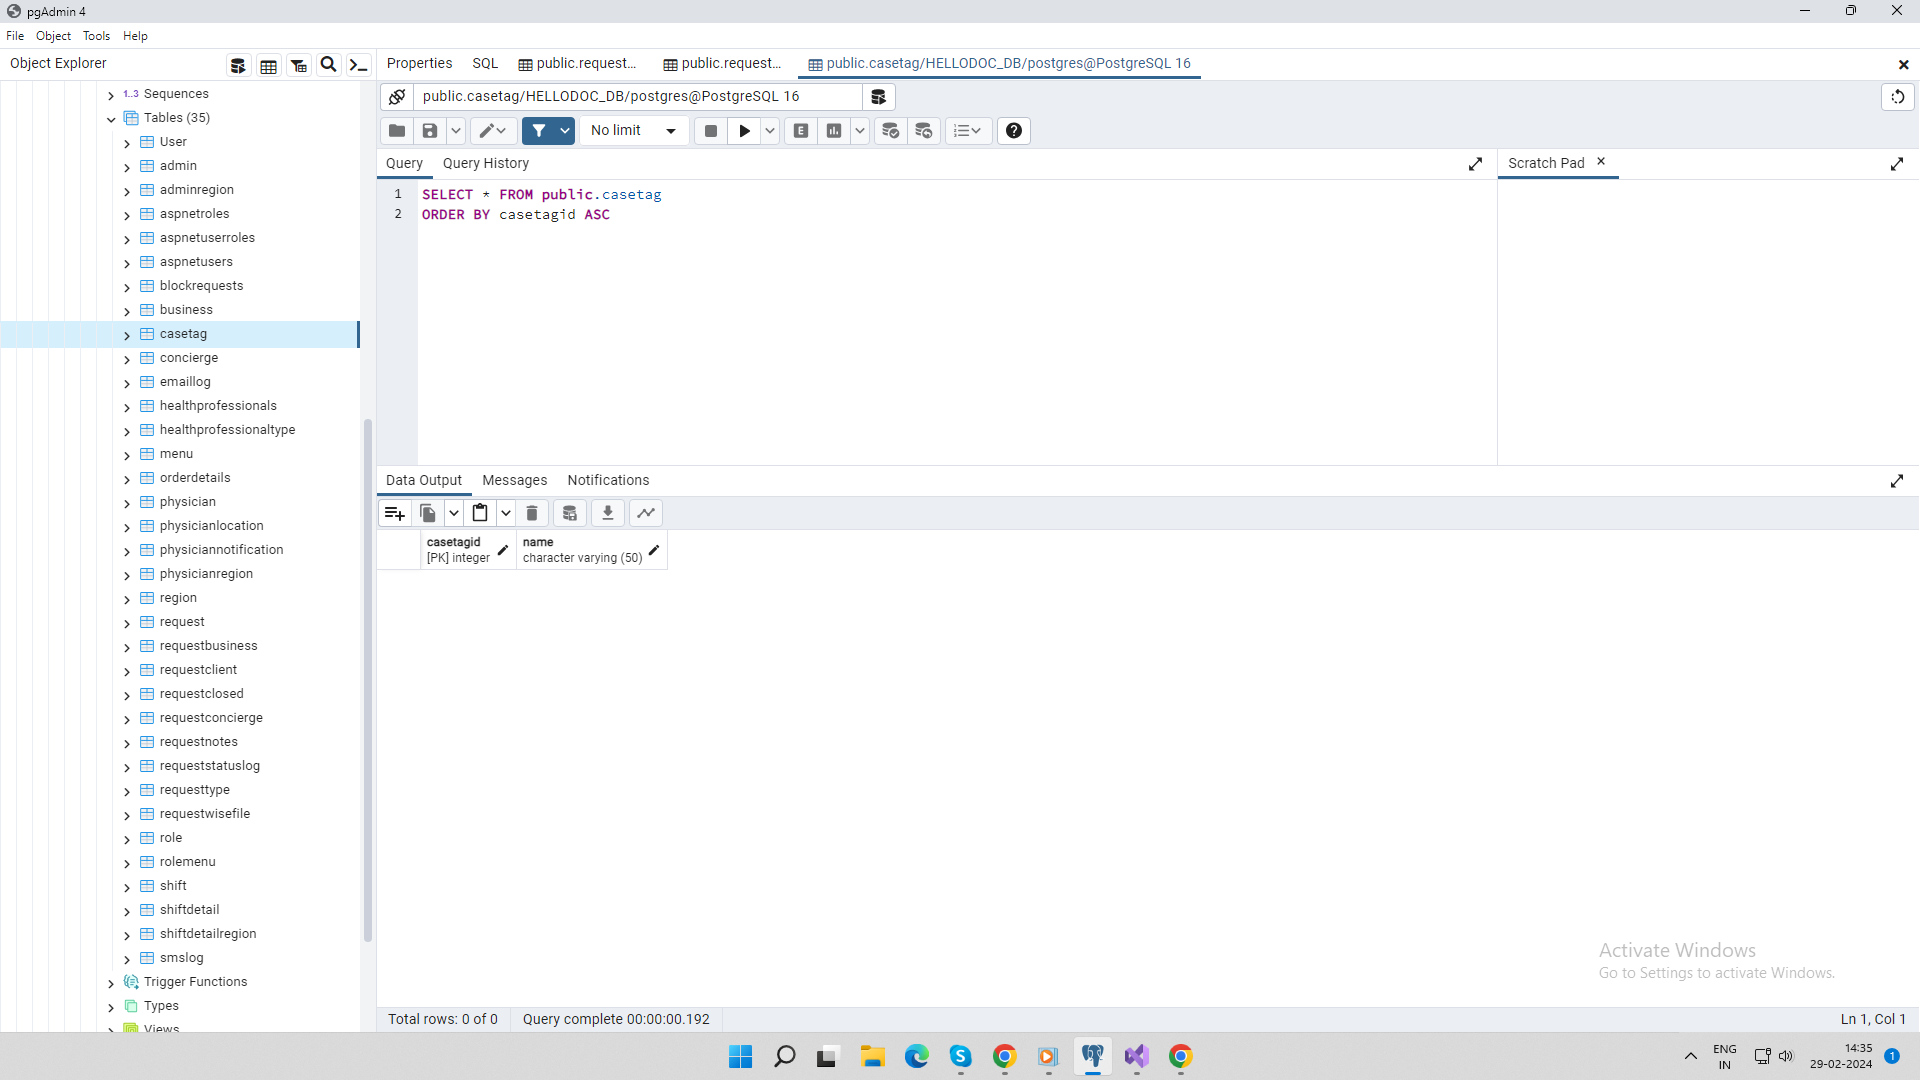 pgAdmin 4
File Object Tools Help
Object Explorer
Properties SQL public.request... public.request... public.casetag/HELLODOC_DB/postgres@PostgreSQL 16
public.casetag/HELLODOC_DB/postgres@PostgreSQL 16
No limit
E
Query Query History
Scratch Pad
1 SELECT * FROM public.casetag
2 ORDER BY casetagid ASC
1..3 Sequences
Tables (35)
User
admin
adminregion
aspnetroles
aspnetuserroles
aspnetusers
blockrequests
business
casetag
concierge
emaillog
healthprofessionals
healthprofessionaltype
menu
orderdetails
physician
physicianlocation
physiciannotification
physicianregion
region
request
requestbusiness
requestclient
requestclosed
requestconcierge
requestnotes
requeststatuslog
requesttype
requestwisefile
role
rolemenu
shift
shiftdetail
shiftdetailregion
smslog
Trigger Functions
Types
Views
Data Output Messages Notifications
casetagid
[PK] integer
name
character varying (50)
Activate Windows
Go to Settings to activate Windows.
Total rows: 0 of 0 Query complete 00:00:00.192 Ln 1, Col 1
ENG
IN
14:35
29-02-2024
1